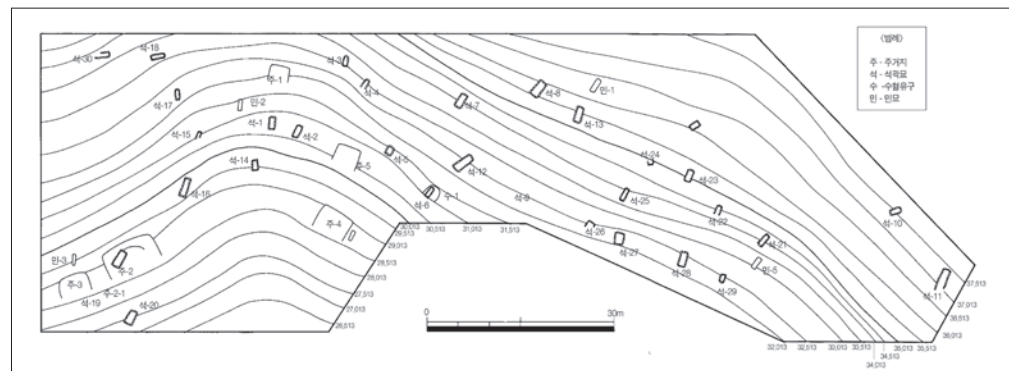 <범례>
주 - 주거지
석 - 석곽묘
수 - 수혈유구
민 - 민묘
석-30
석-18
석-3
주-1
석-4
석-17
민-2
석-7
석-8
민-1
석-13
석-15
석-1
석-2
석-5
주-5
석-14
석-12
석-24
석-23
석-16
석-6
수-1
석-9
석-25
석-22
석-10
주-4
석-26
석-27
석-21
민-3
주-2
석-28
민-5
주-3
주-2-1
석-29
석-11
석-19
석-20
30,013
30,513
31,013
31,513
29,513
29,013
28,513
28,013
27,513
27,013
26,513
0
30m
37,513
37,013
36,513
36,013
32,013
32,513
33,013
33,513
35,013
35,513
34,513
34,013